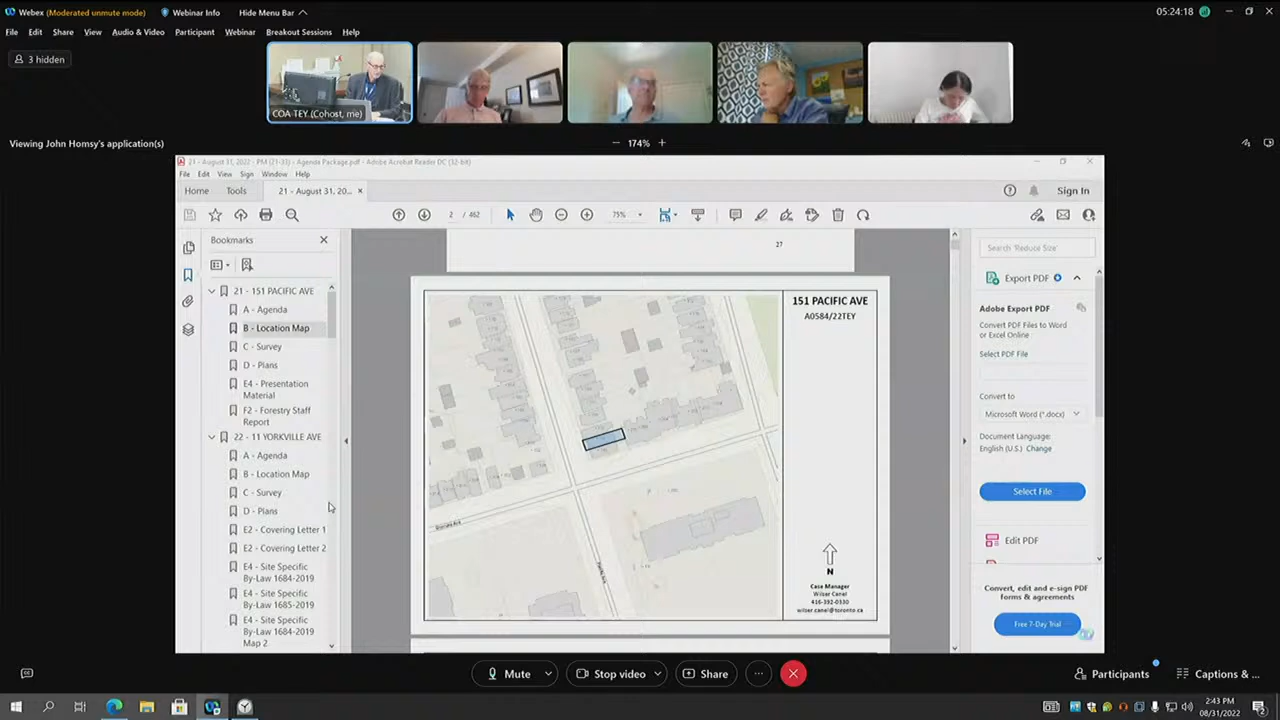 Webex (Moderated unmute mode) Webinar Info Hide Menu Bar 05:24:18
File Edit Share View Audio & Video Participant Webinar Breakout Sessions Help
3 hidden
COA TEY (Cohost, me)
Viewing John Homsy's application(s)
174%
21 - August 31, 2022 - PM (21-33) - Agenda Package.pdf - Adobe Acrobat Reader DC (32-bit)
File Edit View Sign Window Help
Home Tools 21 - August 31, 20... Sign In
2 / 462 75%
Bookmarks
21 - 151 PACIFIC AVE
A - Agenda
B - Location Map
C - Survey
D - Plans
E4 - Presentation
Material
F2 - Forestry Staff
Report
22 - 11 YORKVILLE AVE
A - Agenda
B - Location Map
C - Survey
D - Plans
E2 - Covering Letter 1
E2 - Covering Letter 2
E4 - Site Specific
By-Law 1684-2019
E4 - Site Specific
By-Law 1685-2019
E4 - Site Specific
By-Law 1684-2019
Map 2
27
151 PACIFIC AVE
A0584/22TEY
N
Case Manager
416-392-0330
Search 'Reduce Size'
Export PDF
Adobe Export PDF
Convert PDF Files to Word
or Excel Online
Select PDF File
Convert to
Microsoft Word (*.docx)
Document Language:
English (U.S.) Change
Select File
Edit PDF
Convert, edit and e-sign PDF
forms & agreements
Free 7-Day Trial
Mute Stop video Share Participants Captions & ...
2:43 PM
08/31/2022